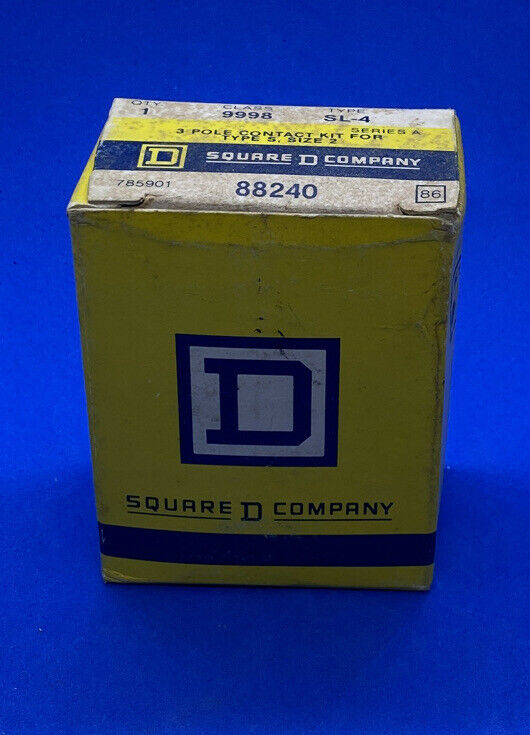 QTY. CLASS TYPE
1 9998 SL-4
3 POLE CONTACT KIT FOR SERIES A
TYPE S, SIZE 2
D SQUARE D COMPANY
785901 88240 86
D
SQUARE D COMPANY